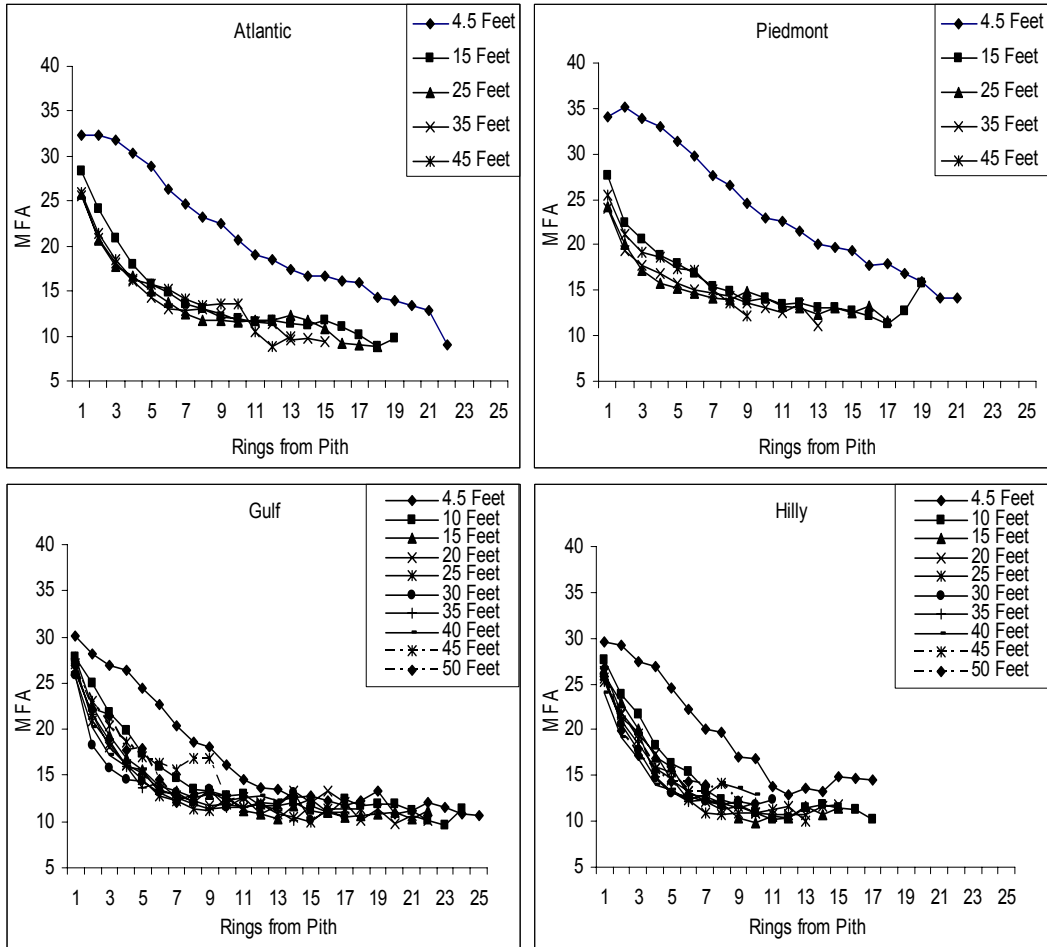 Atlantic
4.5 Feet
15 Feet
25 Feet
35 Feet
45 Feet
MFA
40
35
30
25
20
15
10
5
1 3 5 7 9 11 13 15 17 19 21 23 25
Rings from Pith
Piedmont
4.5 Feet
15 Feet
25 Feet
35 Feet
45 Feet
MFA
40
35
30
25
20
15
10
5
1 3 5 7 9 11 13 15 17 19 21 23 25
Rings from Pith
Gulf
4.5 Feet
10 Feet
15 Feet
20 Feet
25 Feet
30 Feet
35 Feet
40 Feet
45 Feet
50 Feet
MFA
40
35
30
25
20
15
10
5
1 3 5 7 9 11 13 15 17 19 21 23 25
Rings from Pith
Hilly
4.5 Feet
10 Feet
15 Feet
20 Feet
25 Feet
30 Feet
35 Feet
40 Feet
45 Feet
50 Feet
MFA
40
35
30
25
20
15
10
5
1 3 5 7 9 11 13 15 17 19 21 23 25
Rings from Pith